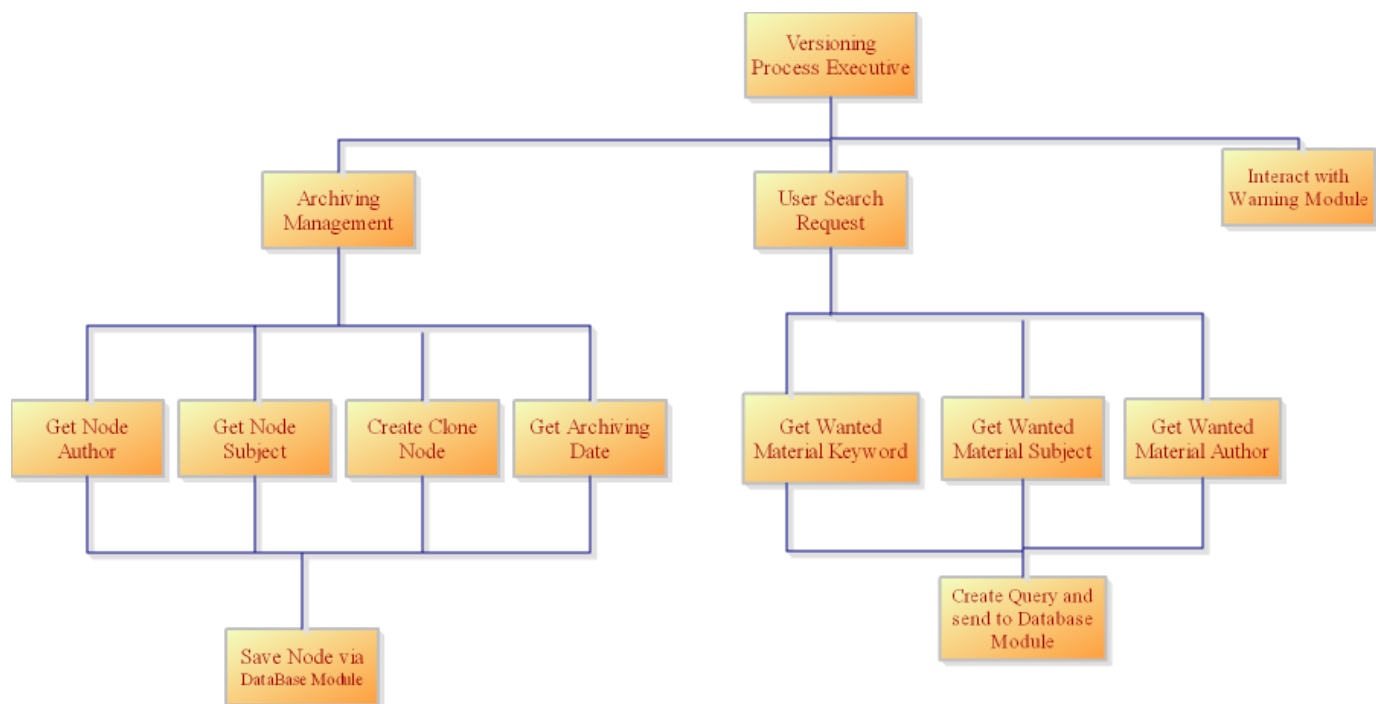 Versioning
Process Executive
Archiving
Management
User Search
Request
Interact with
Warning Module
Get Node
Author
Get Node
Subject
Create Clone
Node
Get Archiving
Date
Get Wanted
Material Keyword
Get Wanted
Material Subject
Get Wanted
Material Author
Save Node via
DataBase Module
Create Query and
send to Database
Module